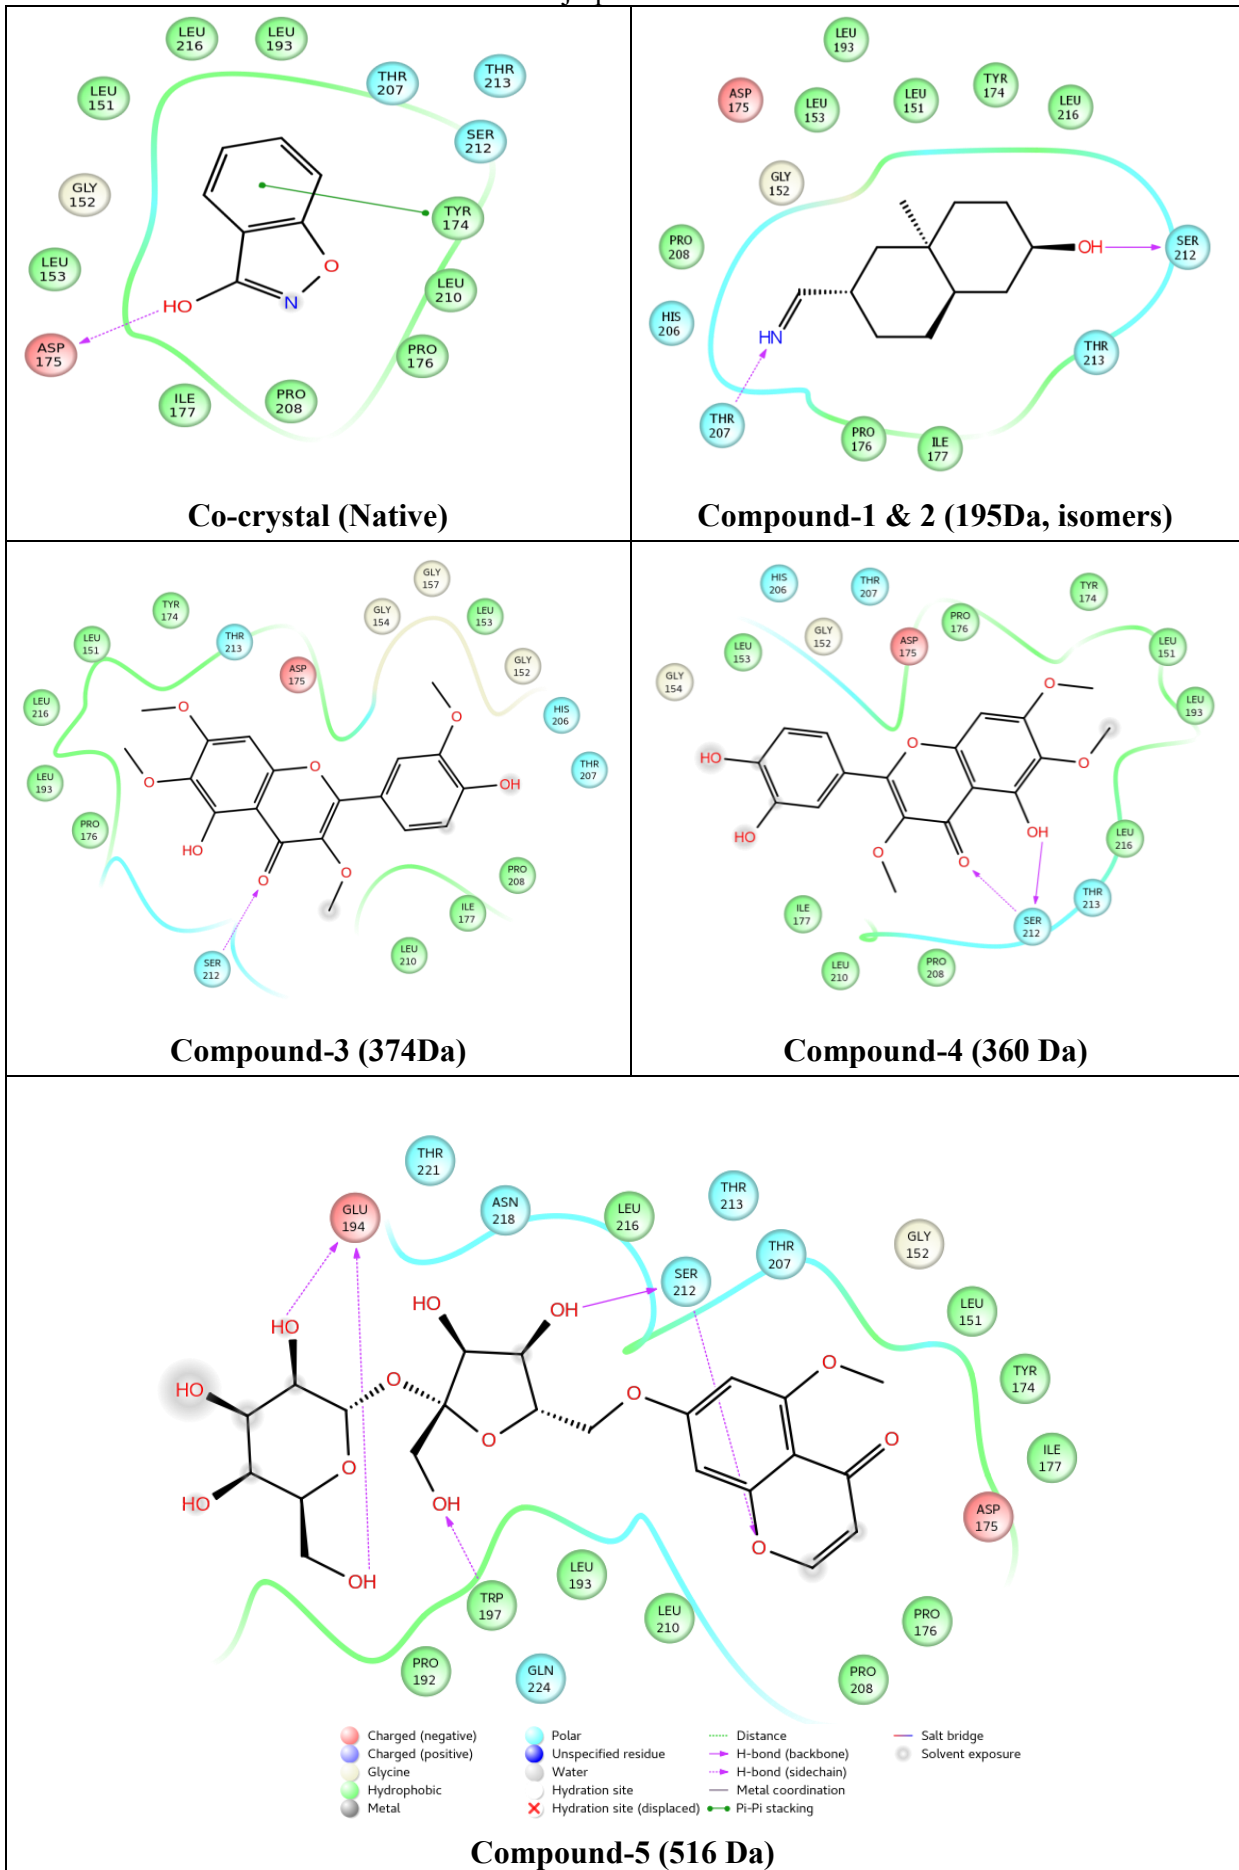 LEU
216
LEU
193
LEU
151
THR
207
THR
213
SER
212
GLY
152
TYR
174
LEU
153
O
LEU
210
HO
N
ASP
175
PRO
176
ILE
177
PRO
208
Co-crystal (Native)
LEU
193
ASP
175
LEU
153
LEU
151
TYR
174
LEU
216
GLY
152
PRO
208
OH
SER
212
HIS
206
HN
THR
213
THR
207
PRO
176
ILE
177
Compound-1 & 2 (195Da, isomers)
GLY
157
TYR
174
GLY
154
LEU
153
LEU
151
THR
213
ASP
175
GLY
152
LEU
216
O
O
HIS
206
O
O
THR
207
LEU
193
OH
PRO
176
HO
O
O
PRO
208
ILE
177
LEU
210
SER
212
Compound-3 (374Da)
HIS
206
THR
207
TYR
174
PRO
176
GLY
152
ASP
175
LEU
153
LEU
151
GLY
154
O
LEU
193
O
O
HO
HO
OH
LEU
216
O
O
THR
213
ILE
177
SER
212
LEU
210
PRO
208
Compound-4 (360 Da)
THR
221
GLU
194
ASN
218
LEU
216
THR
213
THR
207
GLY
152
SER
212
HO
OH
LEU
151
HO
O
O
TYR
174
HO
O
O
O
ILE
177
O
HO
OH
ASP
175
O
OH
LEU
193
TRP
197
LEU
210
PRO
176
PRO
192
GLN
224
PRO
208
Charged (negative)
Charged (positive)
Glycine
Hydrophobic
Metal
Polar
Unspecified residue
Water
Hydration site
Hydration site (displaced)
Distance
H-bond (backbone)
H-bond (sidechain)
Metal coordination
Pi-Pi stacking
Salt bridge
Solvent exposure
Compound-5 (516 Da)